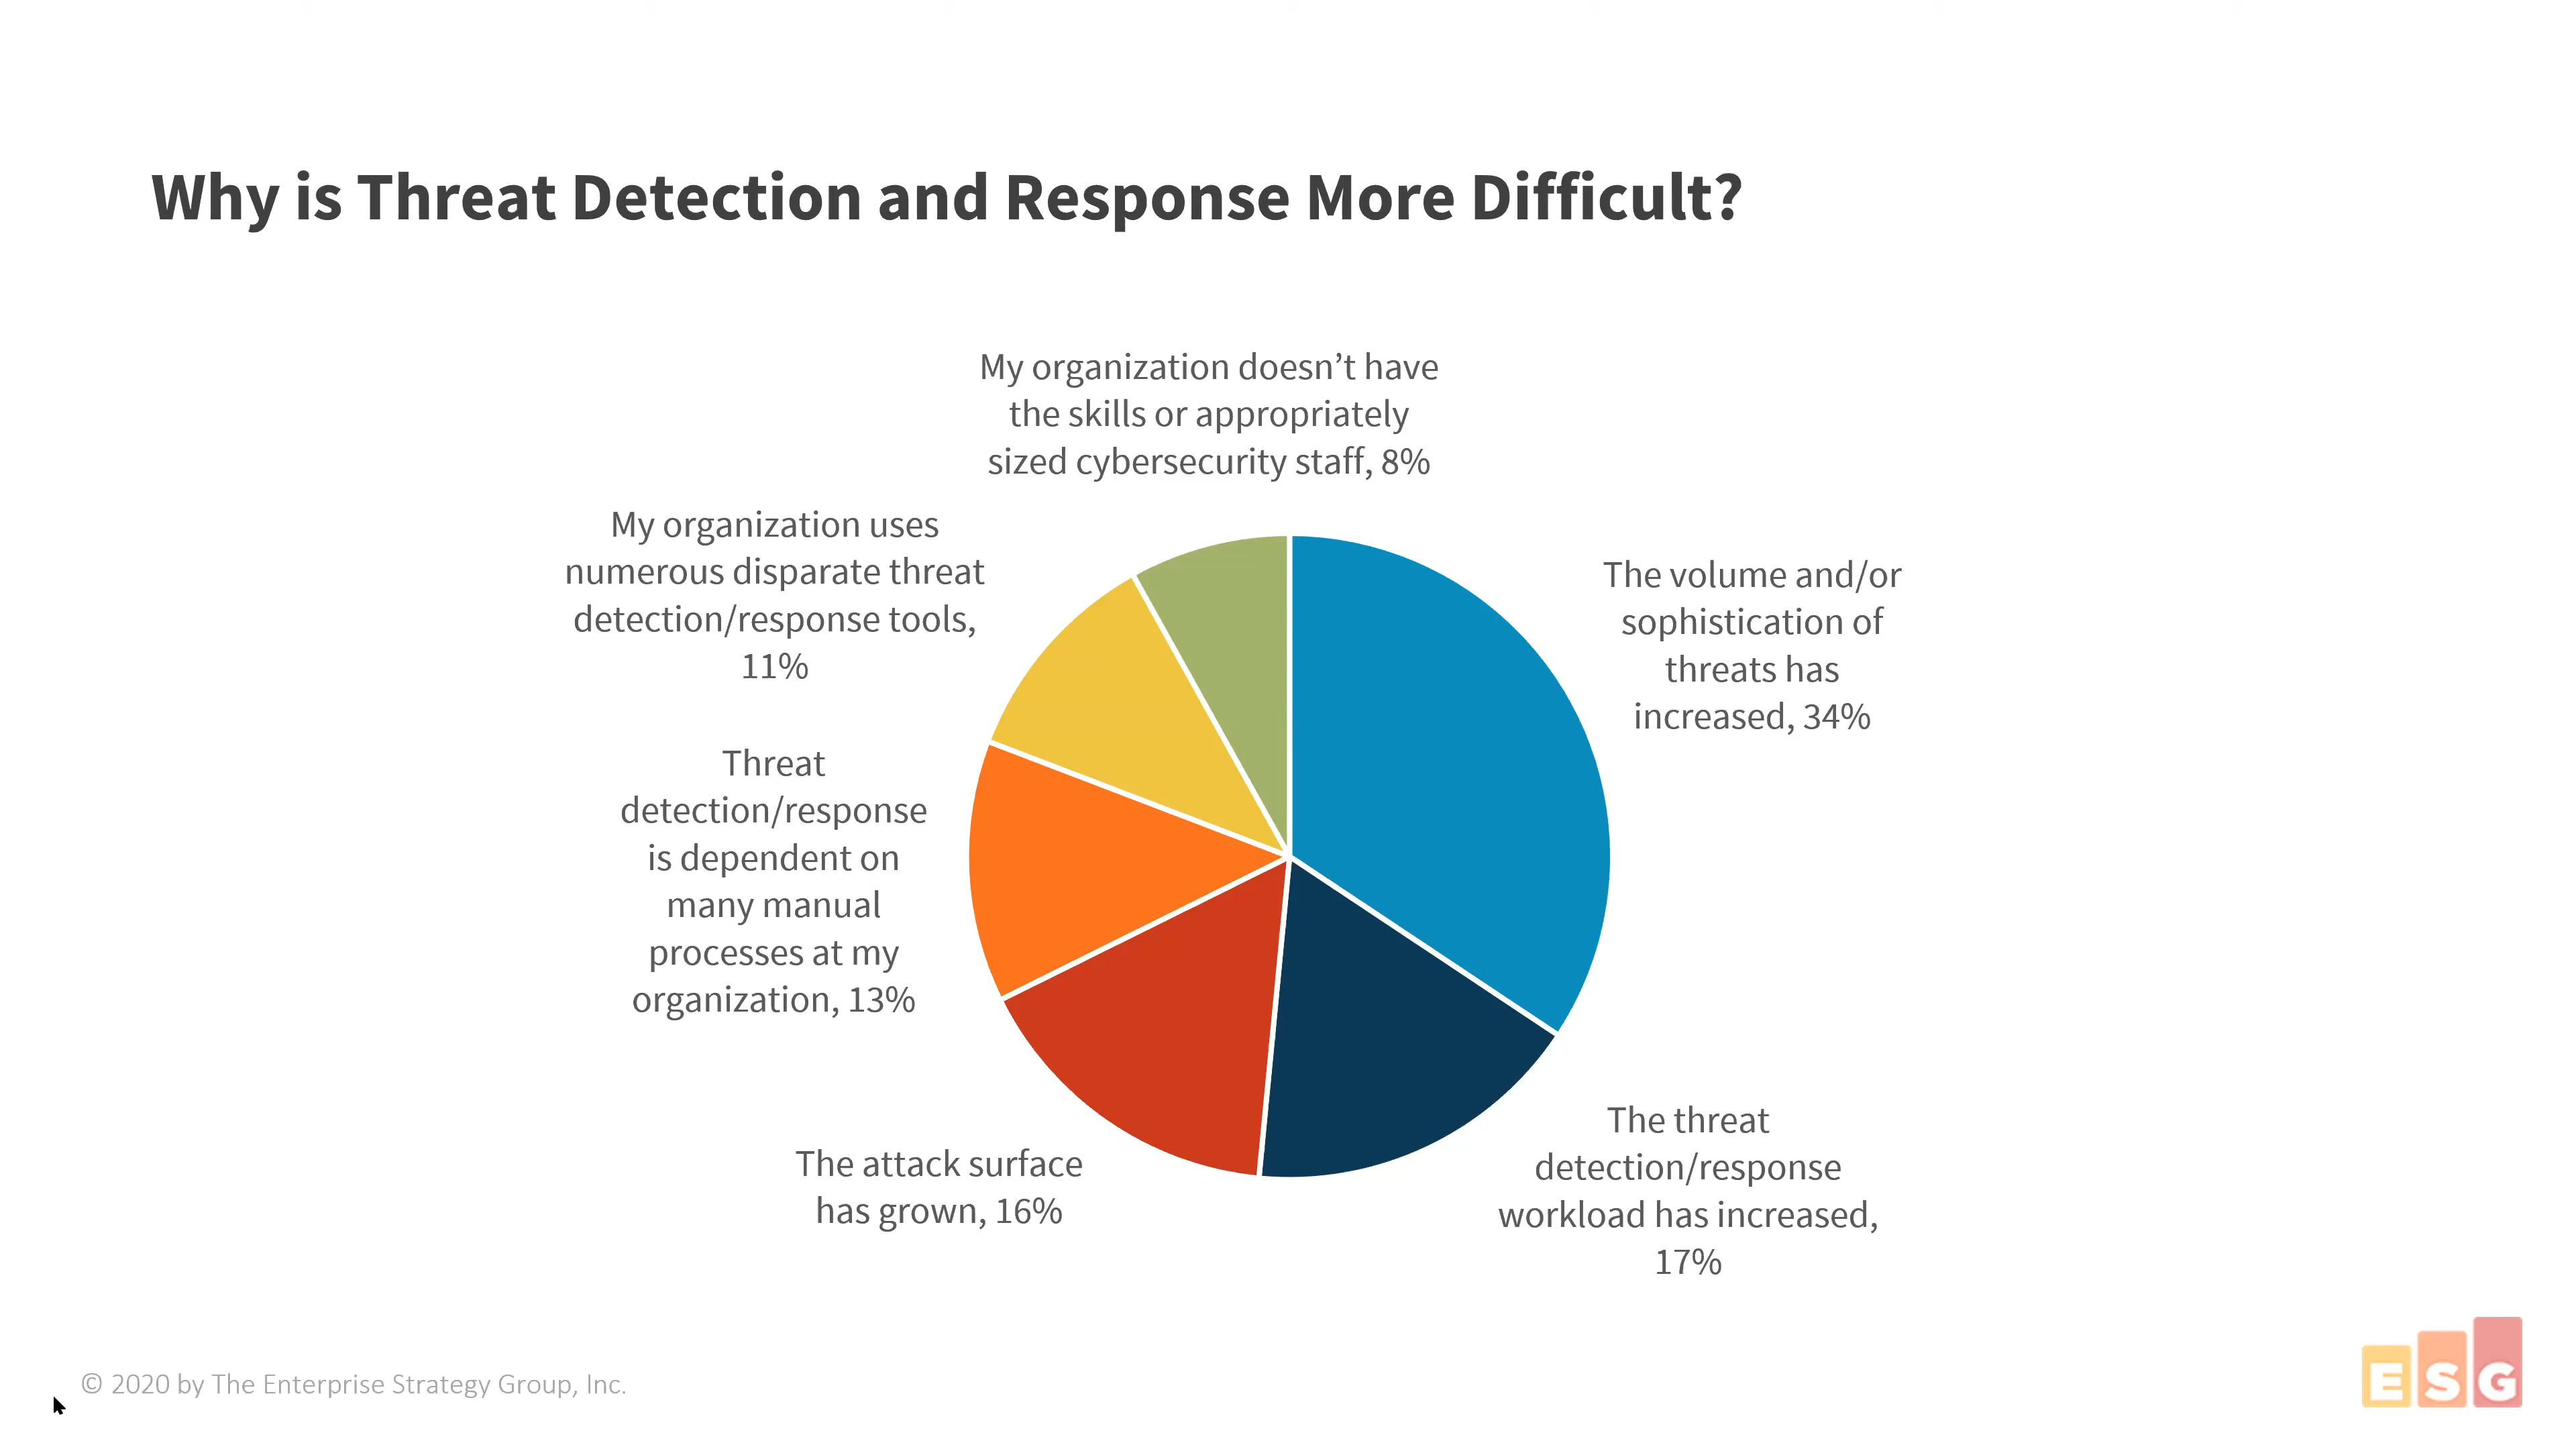 Why is Threat Detection and Response More Difficult?
My organization doesn’t have
the skills or appropriately
sized cybersecurity staff, 8%
My organization uses
numerous disparate threat
detection/response tools,
11%
The volume and/or
sophistication of
threats has
increased, 34%
Threat
detection/response
is dependent on
many manual
processes at my
organization, 13%
The attack surface
has grown, 16%
The threat
detection/response
workload has increased,
17%
© 2020 by The Enterprise Strategy Group, Inc.
ESG